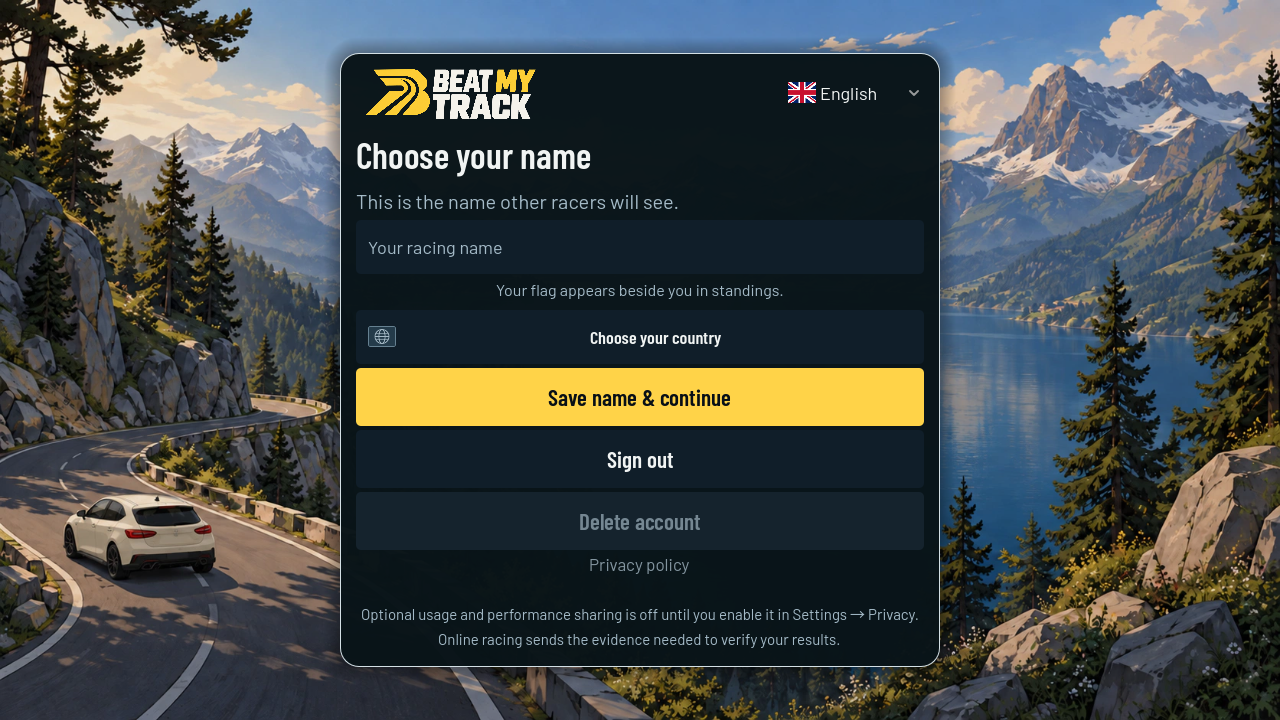 BEAT MY
TRACK
English
Choose your name
This is the name other racers will see.
Your racing name
Your flag appears beside you in standings.
Choose your country
Save name & continue
Sign out
Delete account
Privacy policy
Optional usage and performance sharing is off until you enable it in Settings → Privacy.
Online racing sends the evidence needed to verify your results.